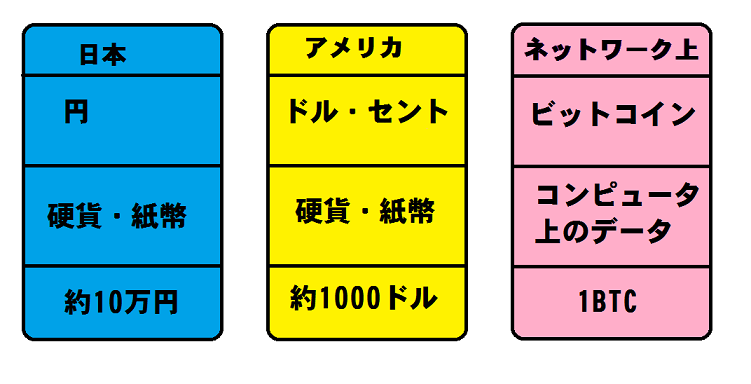 日本
円
硬貨・紙幣
約10万円
アメリカ
ドル・セント
硬貨・紙幣
約1000ドル
ネットワーク上
ビットコイン
コンピュータ
上のデータ
1BTC